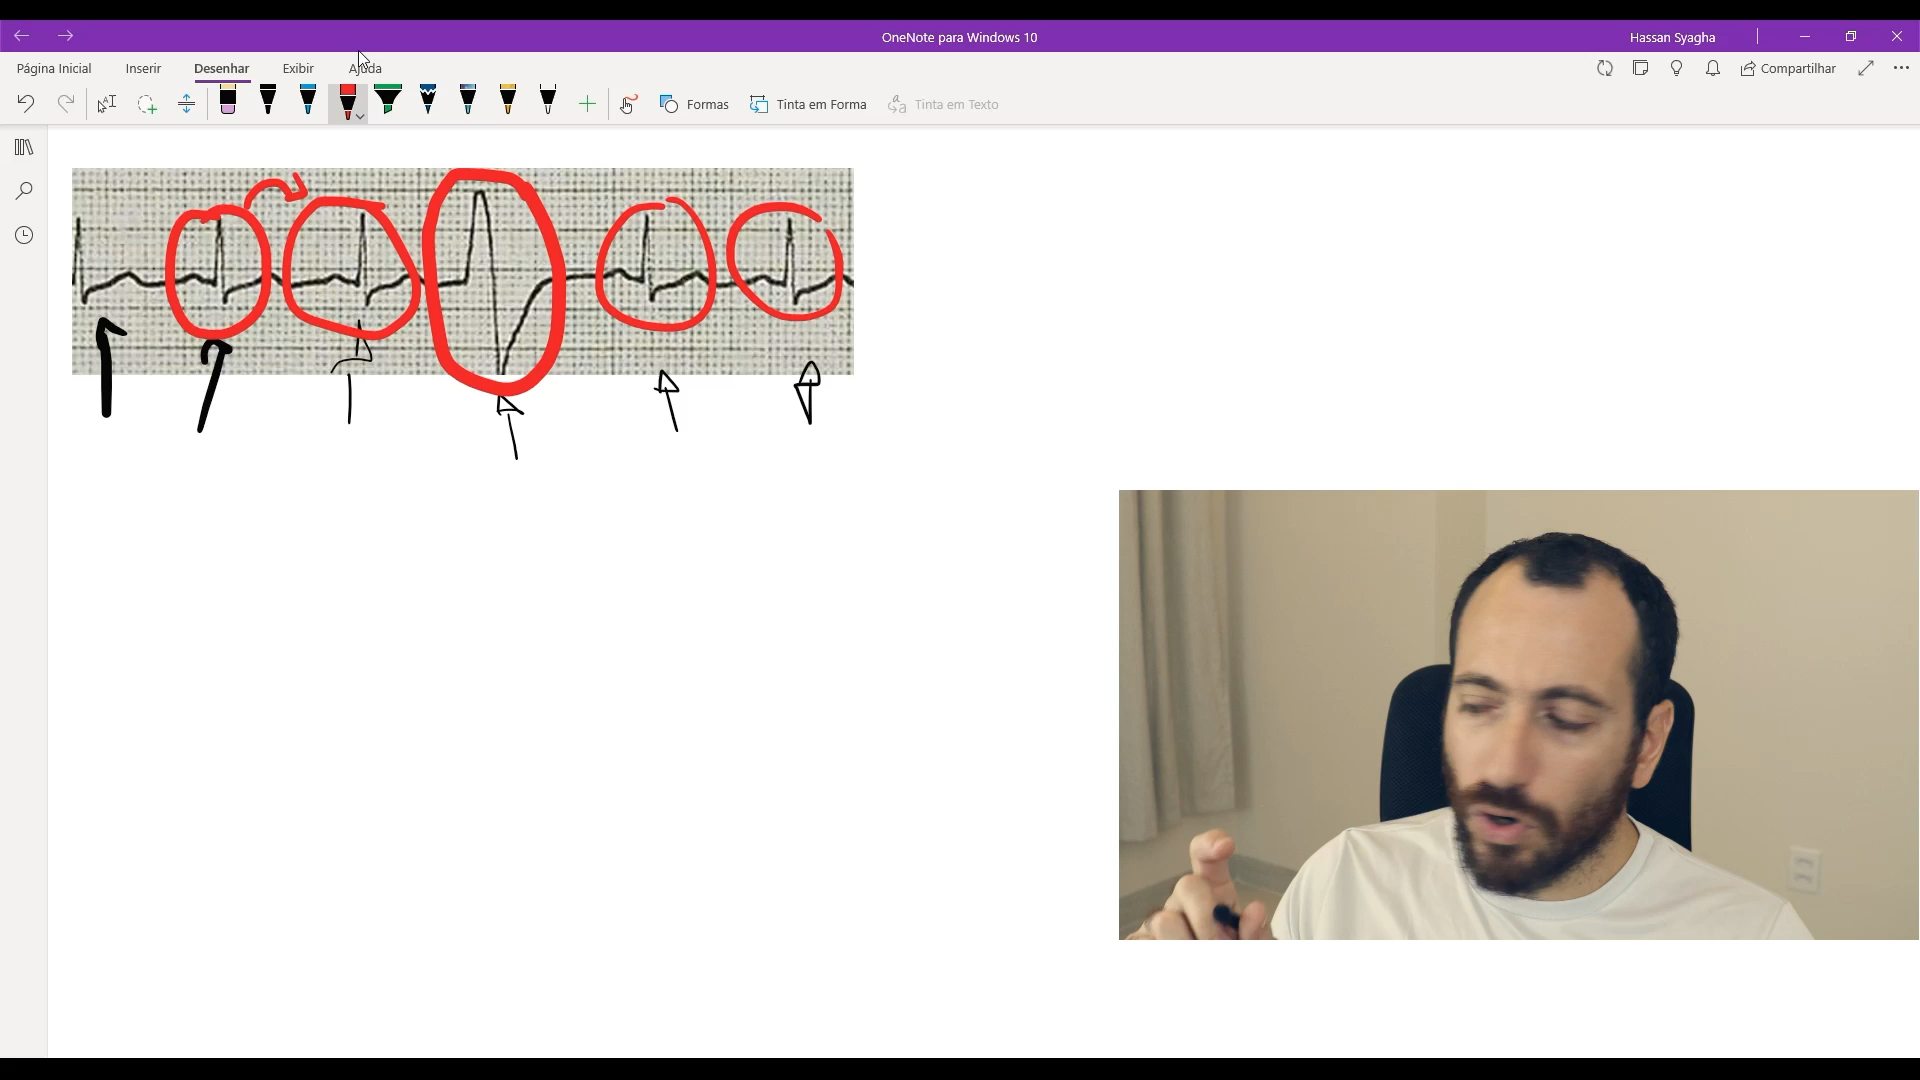 OneNote para Windows 10
Hassan Syagha
Página Inicial
Inserir
Desenhar
Exibir
Ajuda
Compartilhar
Formas
Tinta em Forma
Tinta em Texto